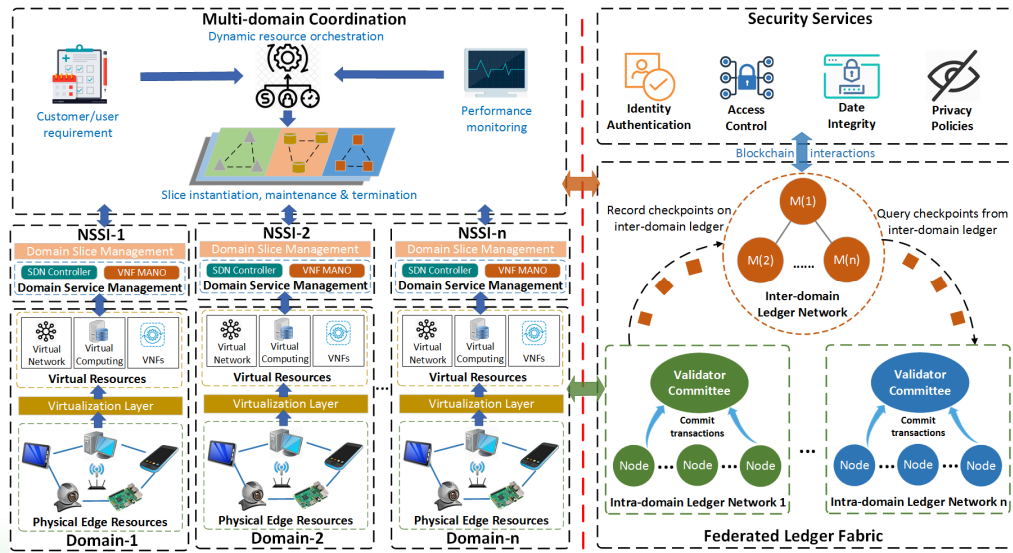 Multi-domain Coordination
Dynamic resource orchestration
Customer/user
requirement
Performance
monitoring
Slice instantiation, maintenance & termination
NSSI-1
Domain Slice Management
SDN Controller
VNF MANO
Domain Service Management
Virtual
Network
Virtual
Computing
VNFs
Virtual Resources
Virtualization Layer
Physical Edge Resources
Domain-1
NSSI-2
Domain Slice Management
SDN Controller
VNF MANO
Domain Service Management
Virtual
Network
Virtual
Computing
VNFs
Virtual Resources
Virtualization Layer
Physical Edge Resources
Domain-2
...
NSSI-n
Domain Slice Management
SDN Controller
VNF MANO
Domain Service Management
Virtual
Network
Virtual
Computing
VNFs
Virtual Resources
Virtualization Layer
Physical Edge Resources
Domain-n
Security Services
Identity
Authentication
Access
Control
Date
Integrity
Privacy
Policies
Blockchain interactions
Record checkpoints on
inter-domain ledger
Query checkpoints from
inter-domain ledger
M(1)
M(2)
......
M(n)
Inter-domain
Ledger Network
Validator
Committee
Commit
transactions
Node
...
Node
...
Node
Intra-domain Ledger Network 1
...
Validator
Committee
Commit
transactions
Node
...
Node
...
Node
Intra-domain Ledger Network n
Federated Ledger Fabric